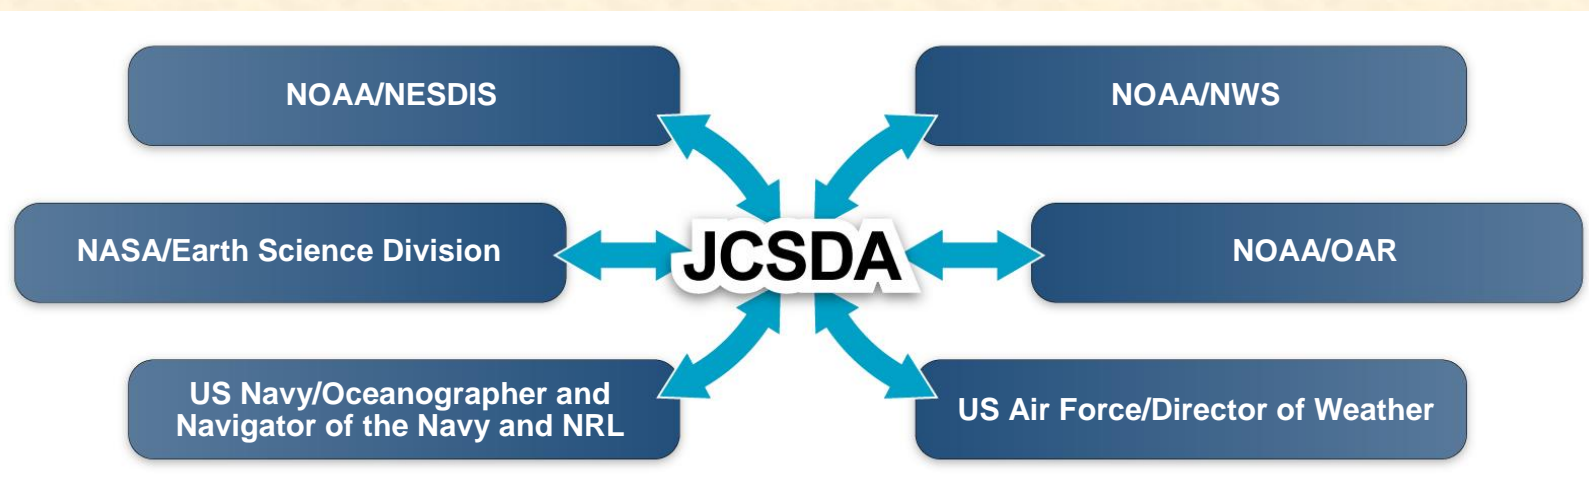 NOAA/NESDIS
NOAA/NWS
NASA/Earth Science Division
JCSDA
NOAA/OAR
US Navy/Oceanographer and
Navigator of the Navy and NRL
US Air Force/Director of Weather